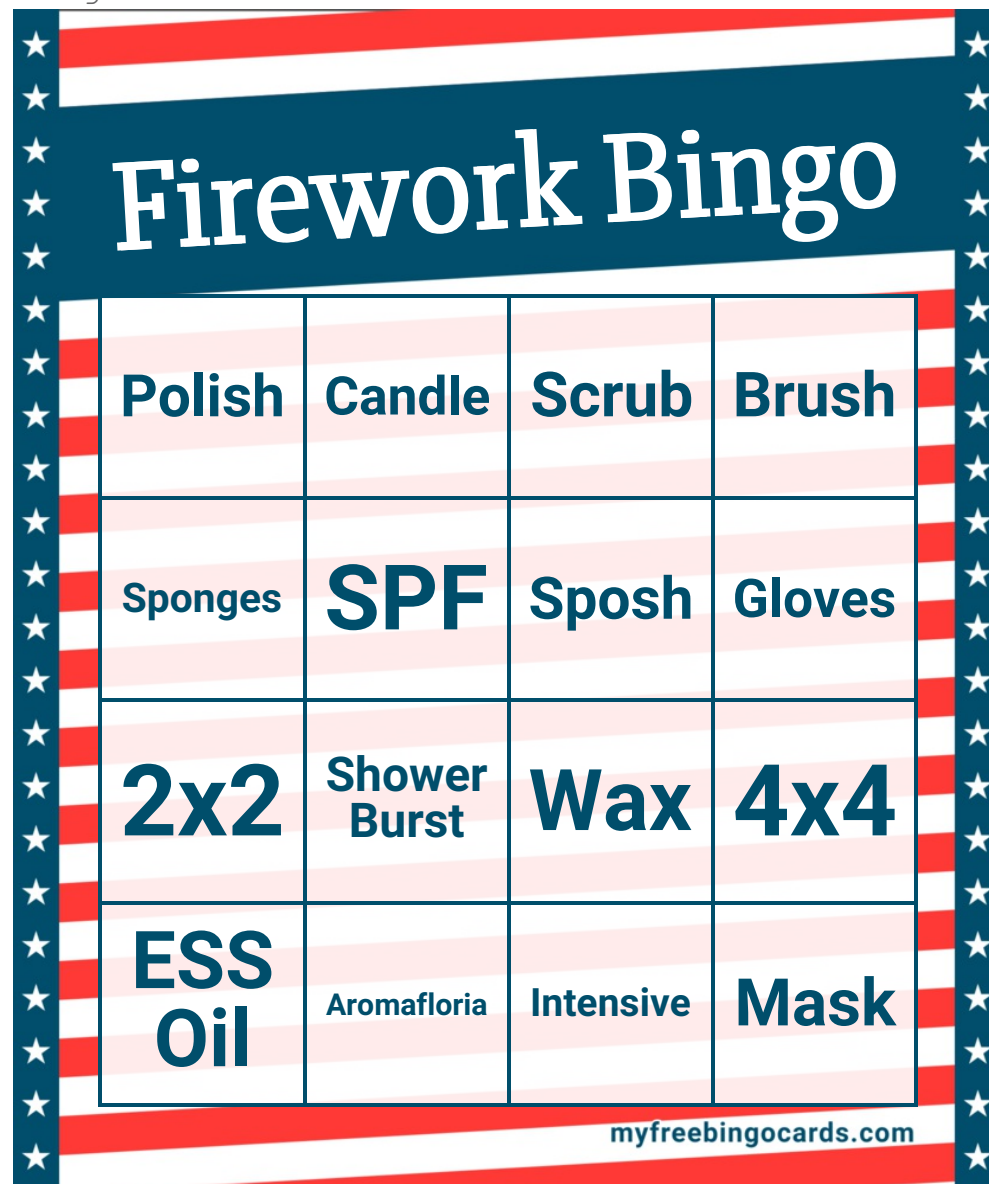 Firework Bingo
Polish
Candle
Scrub
Brush
Sponges
SPF
Sposh
Gloves
2x2
Shower
Burst
Wax
4x4
ESS
Oil
Aromafloria
Intensive
Mask
myfreebingocards.com